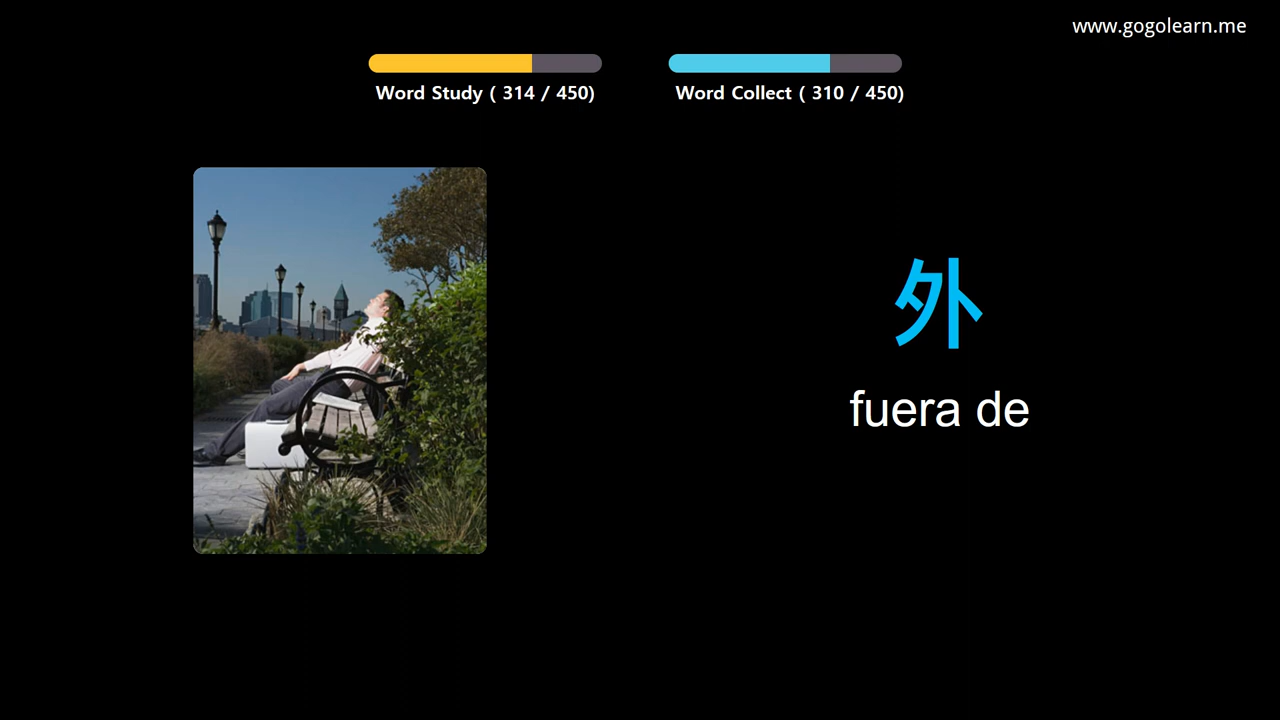 www.gogolearn.me
Word Study ( 314 / 450)
Word Collect ( 310 / 450)
外
fuera de